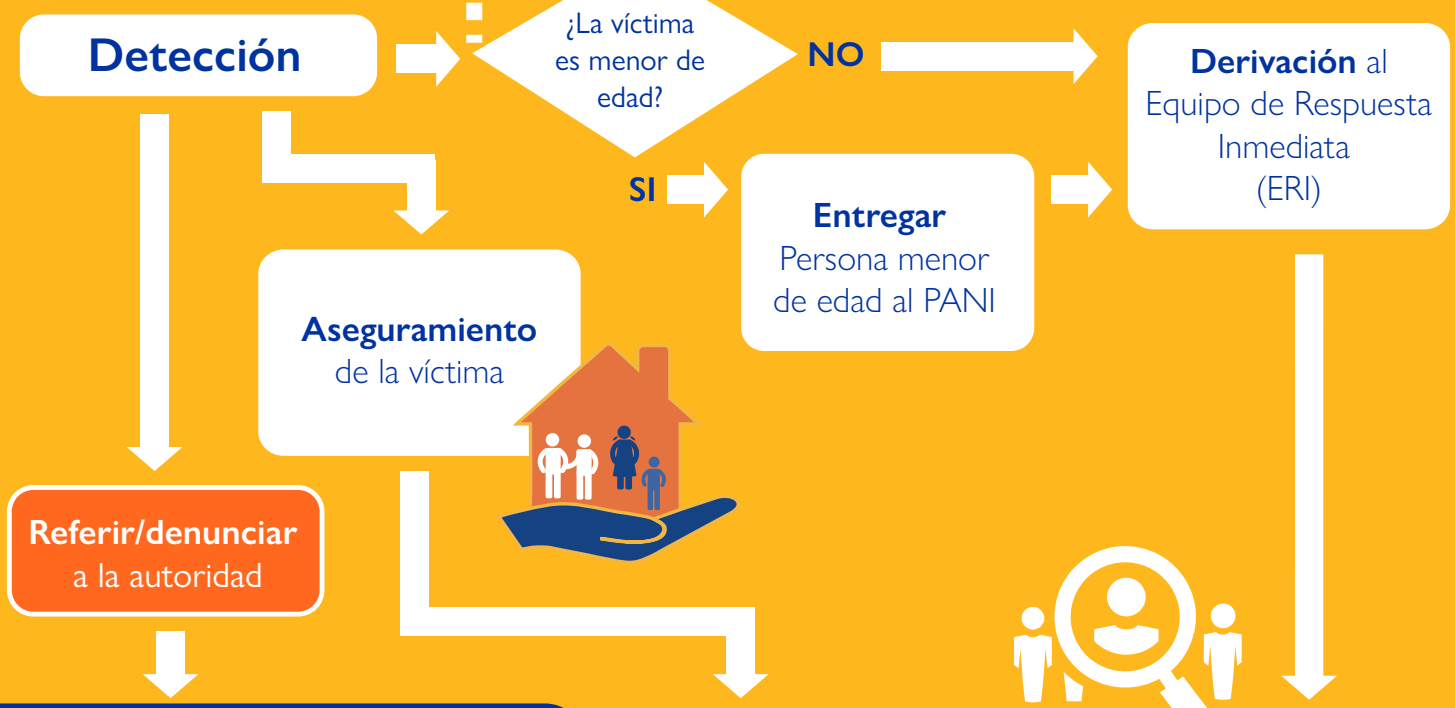 Detección
¿La víctima
es menor de
edad?
NO
Derivación al
Equipo de Respuesta
Inmediata
(ERI)
SI
Entregar
Persona menor
de edad al PANI
Aseguramiento
de la víctima
Referir/denunciar
a la autoridad